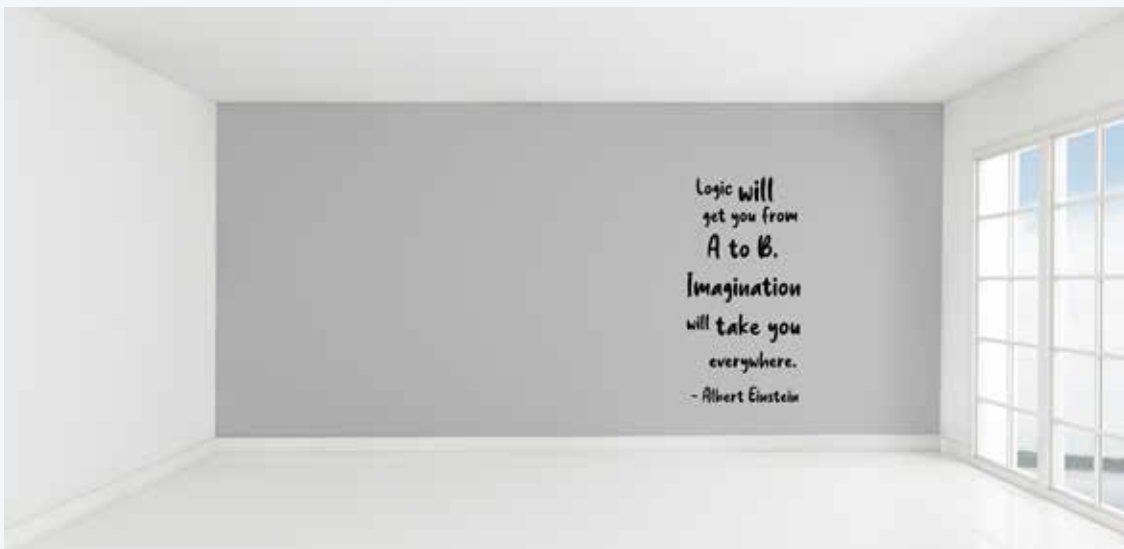 Logic will
get you from
A to B.
Imagination
will take you
everywhere.
- Albert Einstein